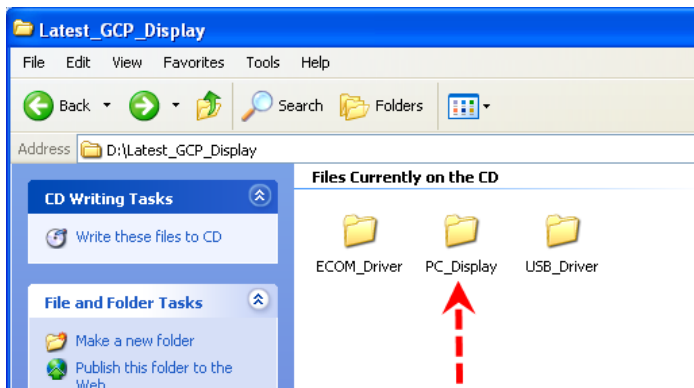 Latest_GCP_Display
File Edit View Favorites Tools Help
Back Search Folders
Address D:\Latest_GCP_Display
Files Currently on the CD
CD Writing Tasks
Write these files to CD
ECOM_Driver PC_Display USB_Driver
File and Folder Tasks
Make a new folder
Publish this folder to the
Web